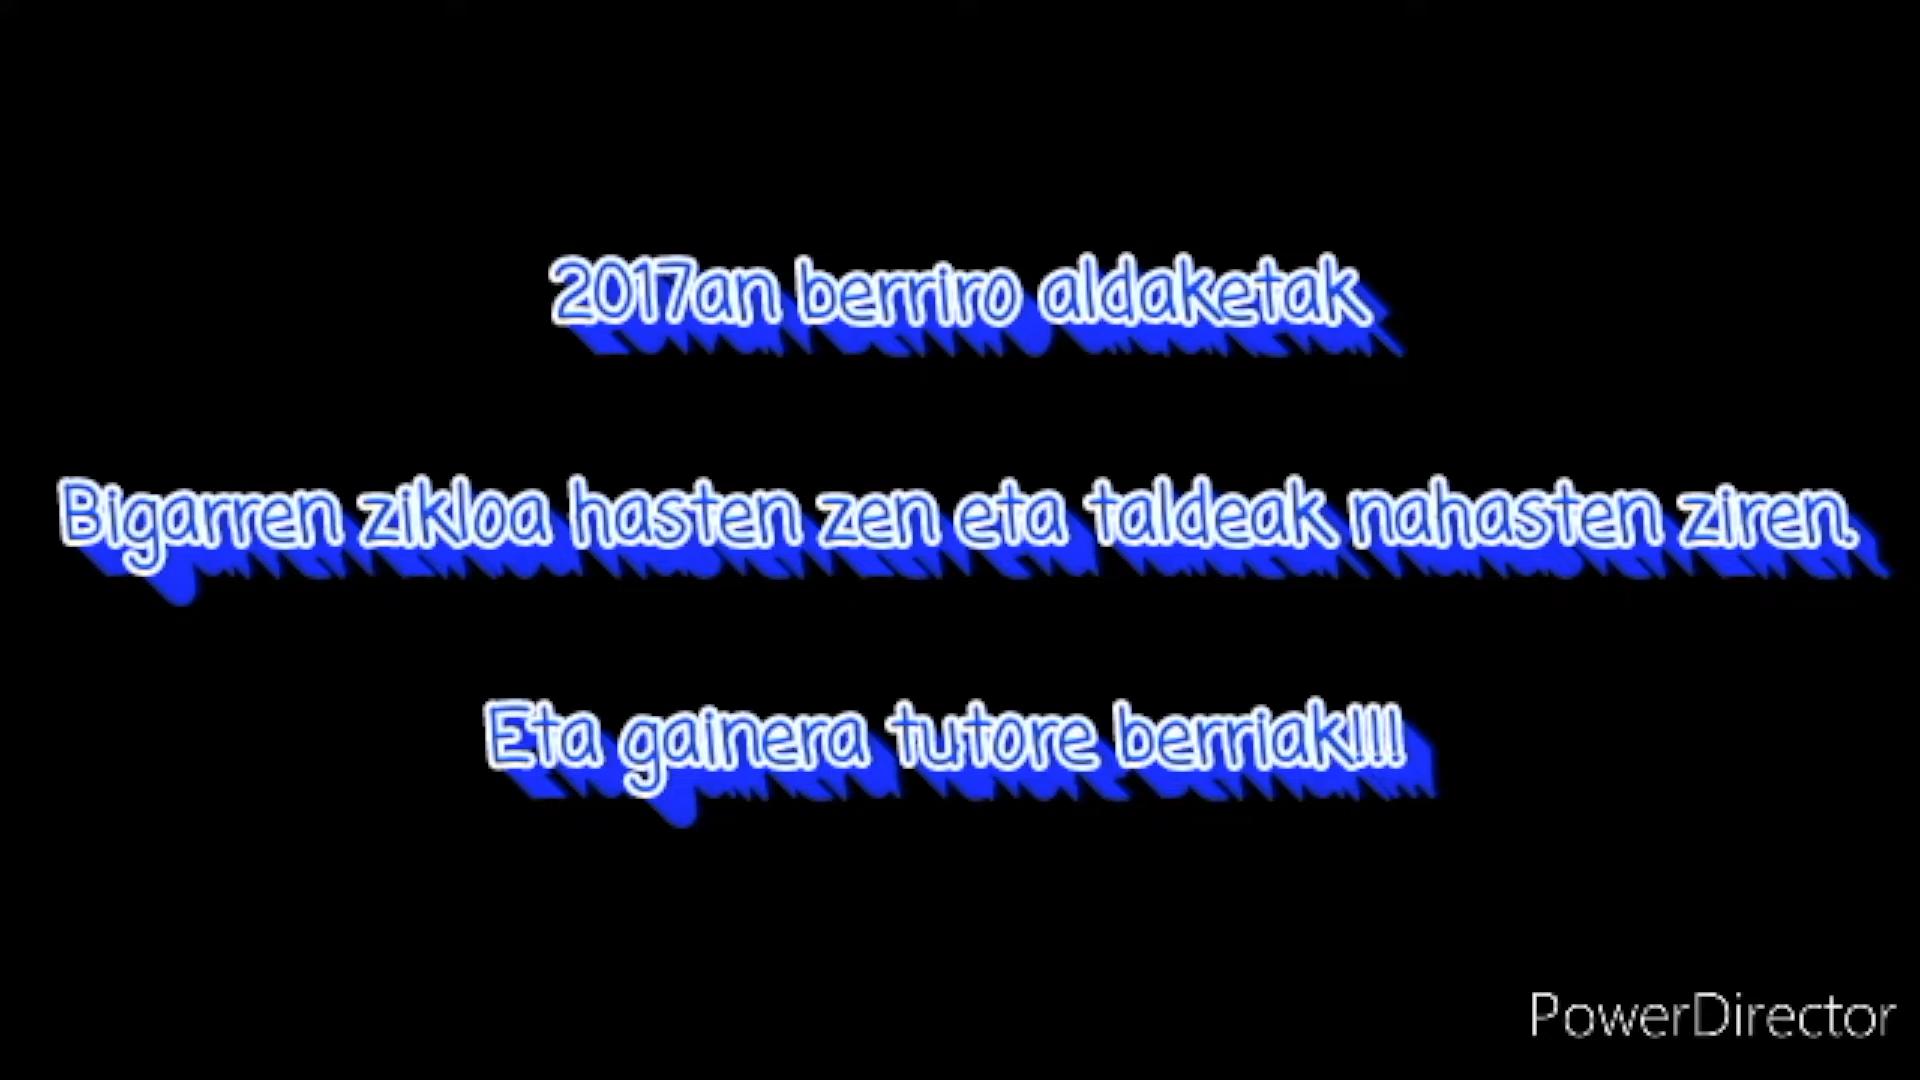 2017an berriro aldaketak
Bigarren zikloa hasten zen eta taldeak nahasten ziren.
Eta gainera tutore berriak!!!!
PowerDirector